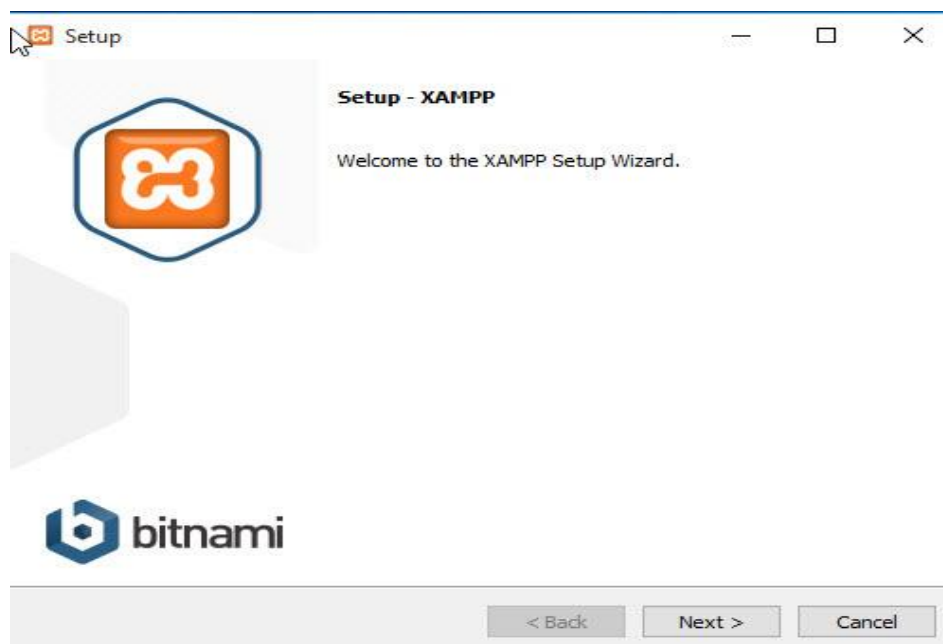 Setup
Setup - XAMPP
Welcome to the XAMPP Setup Wizard.
bitnami
< Back
Next >
Cancel